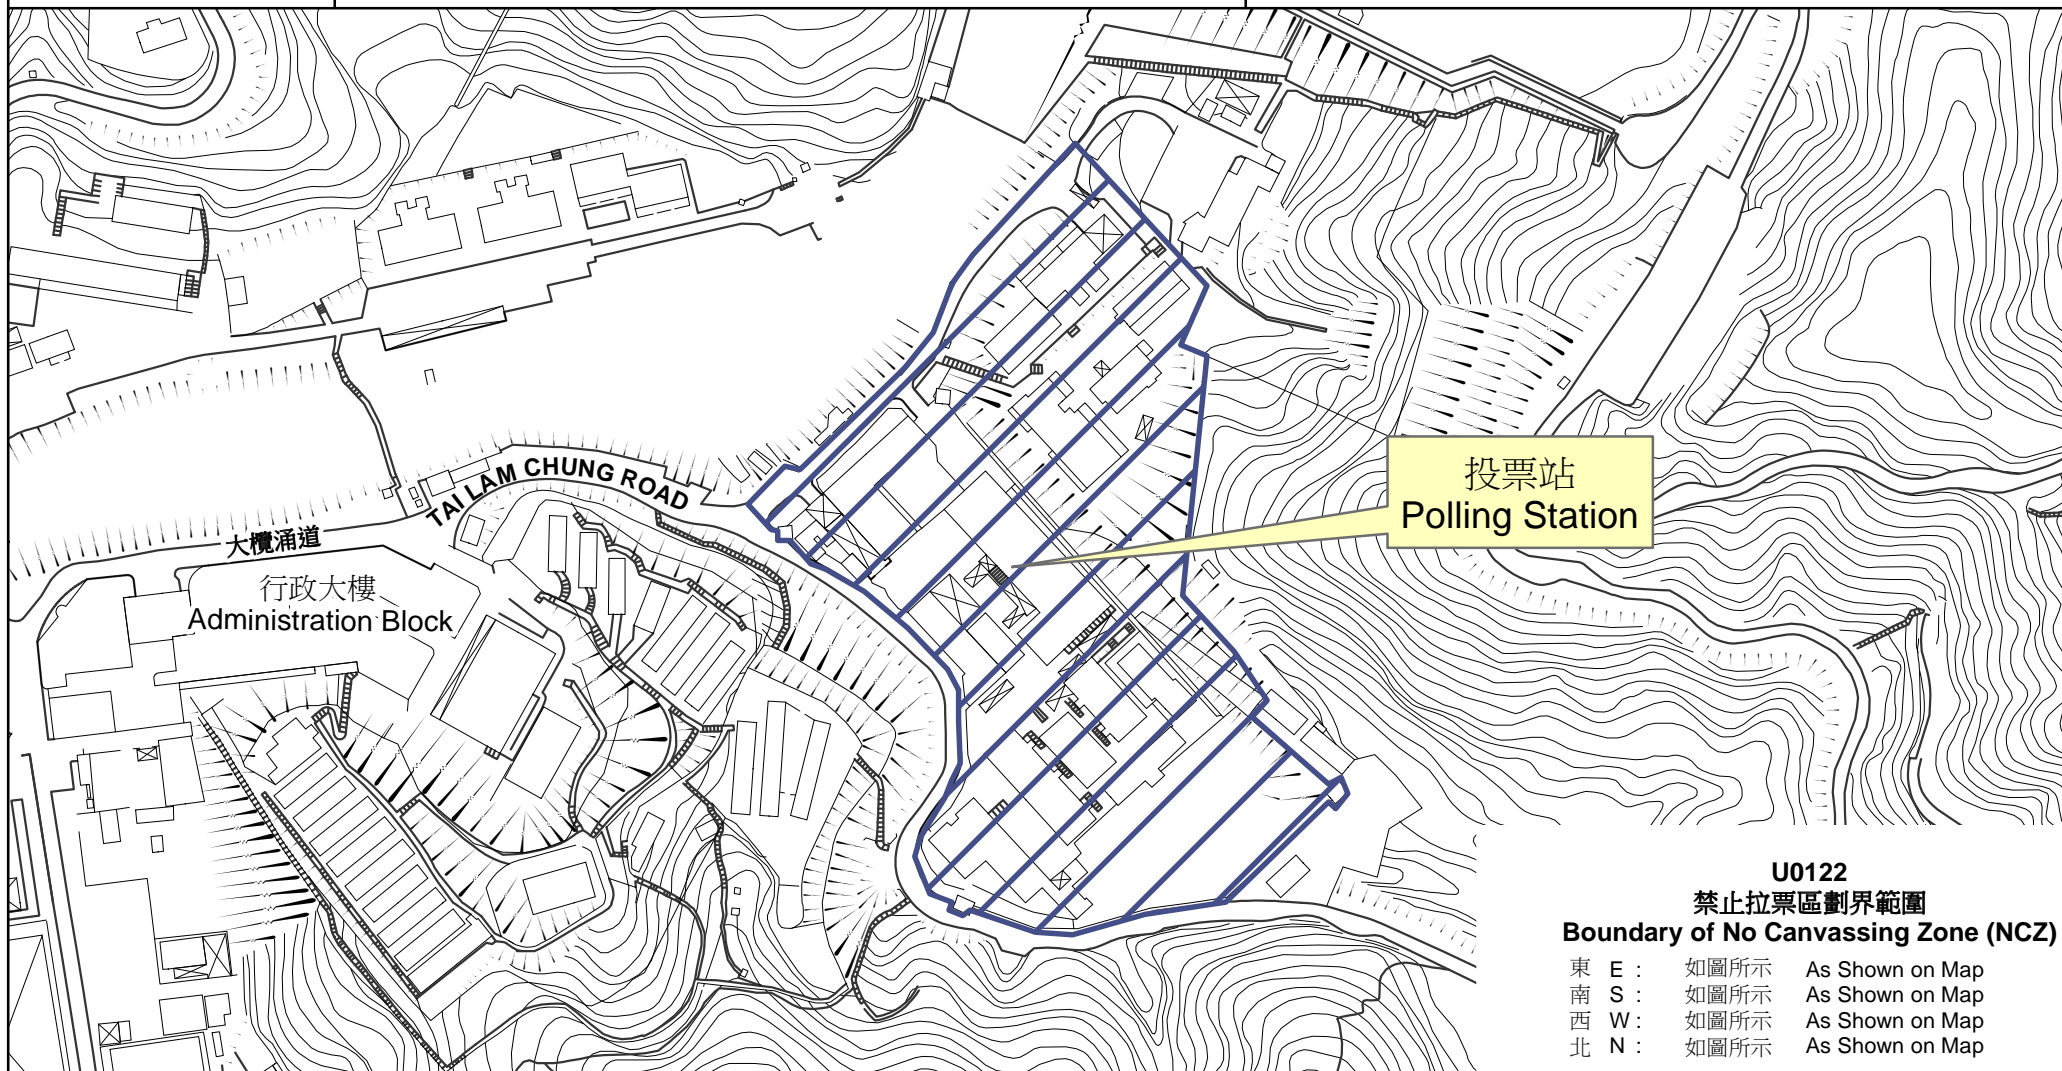 投票站
Polling Station
TAI LAM CHUNG ROAD
大欖涌道
行政大樓
Administration Block
U0122
禁止拉票區劃界範圍
Boundary of No Canvassing Zone (NCZ)
東 E : 如圖所示 As Shown on Map
南 S : 如圖所示 As Shown on Map
西 W : 如圖所示 As Shown on Map
北 N : 如圖所示 As Shown on Map